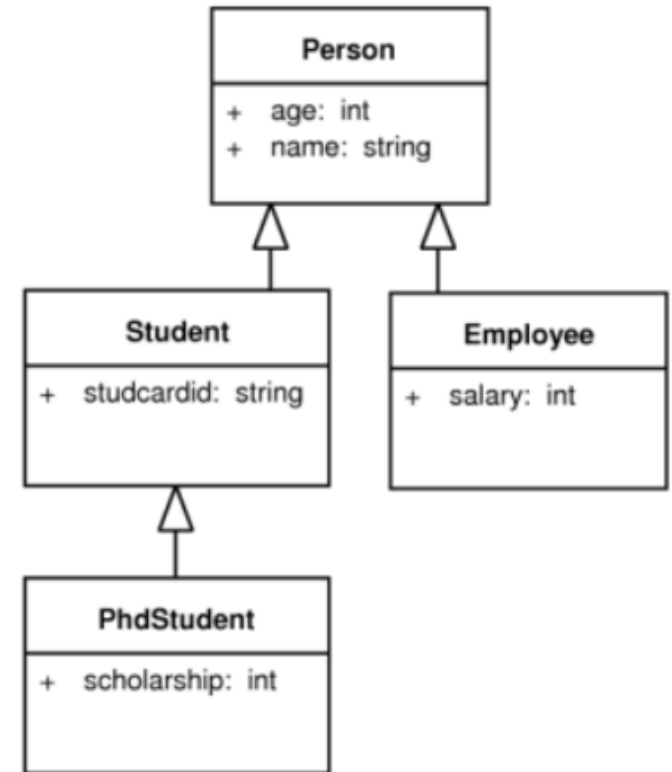 Person
+ age: int
+ name: string
Student
+ studcardid: string
Employee
+ salary: int
PhdStudent
+ scholarship: int